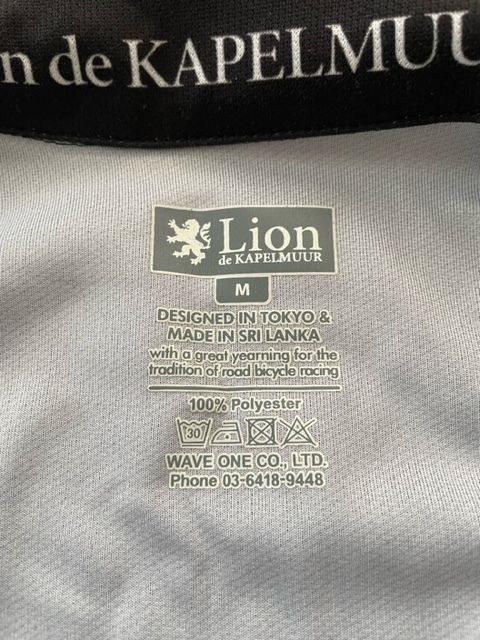 n de KAPELMUU
Lion
de KAPELMUUR
M
DESIGNED IN TOKYO &
MADE IN SRI LANKA
with a great yearning for the
tradition of road bicycle racing
100% Polyester
30
WAVE ONE CO., LTD.
Phone 03-6418-9448